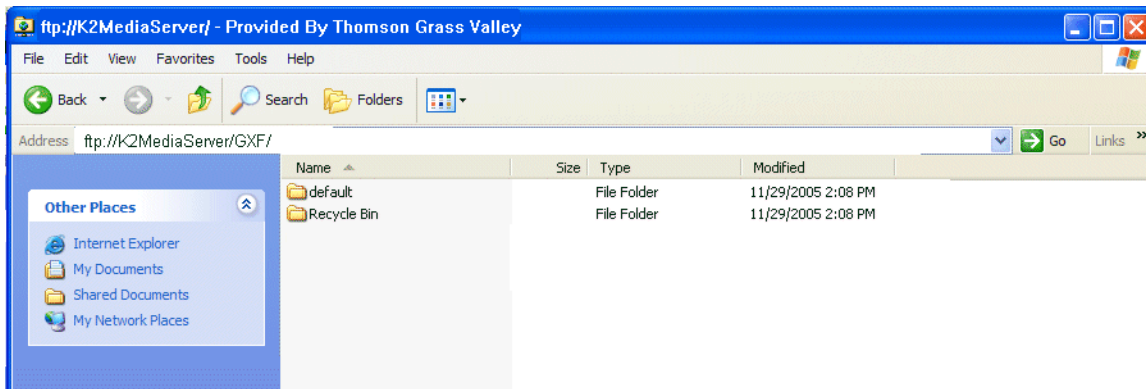 ftp://K2MediaServer/ - Provided By Thomson Grass Valley
File Edit View Favorites Tools Help
Back Search Folders
Address ftp://K2MediaServer/GXF/ Go Links »
Name Size Type Modified
default File Folder 11/29/2005 2:08 PM
Recycle Bin File Folder 11/29/2005 2:08 PM
Other Places
Internet Explorer
My Documents
Shared Documents
My Network Places